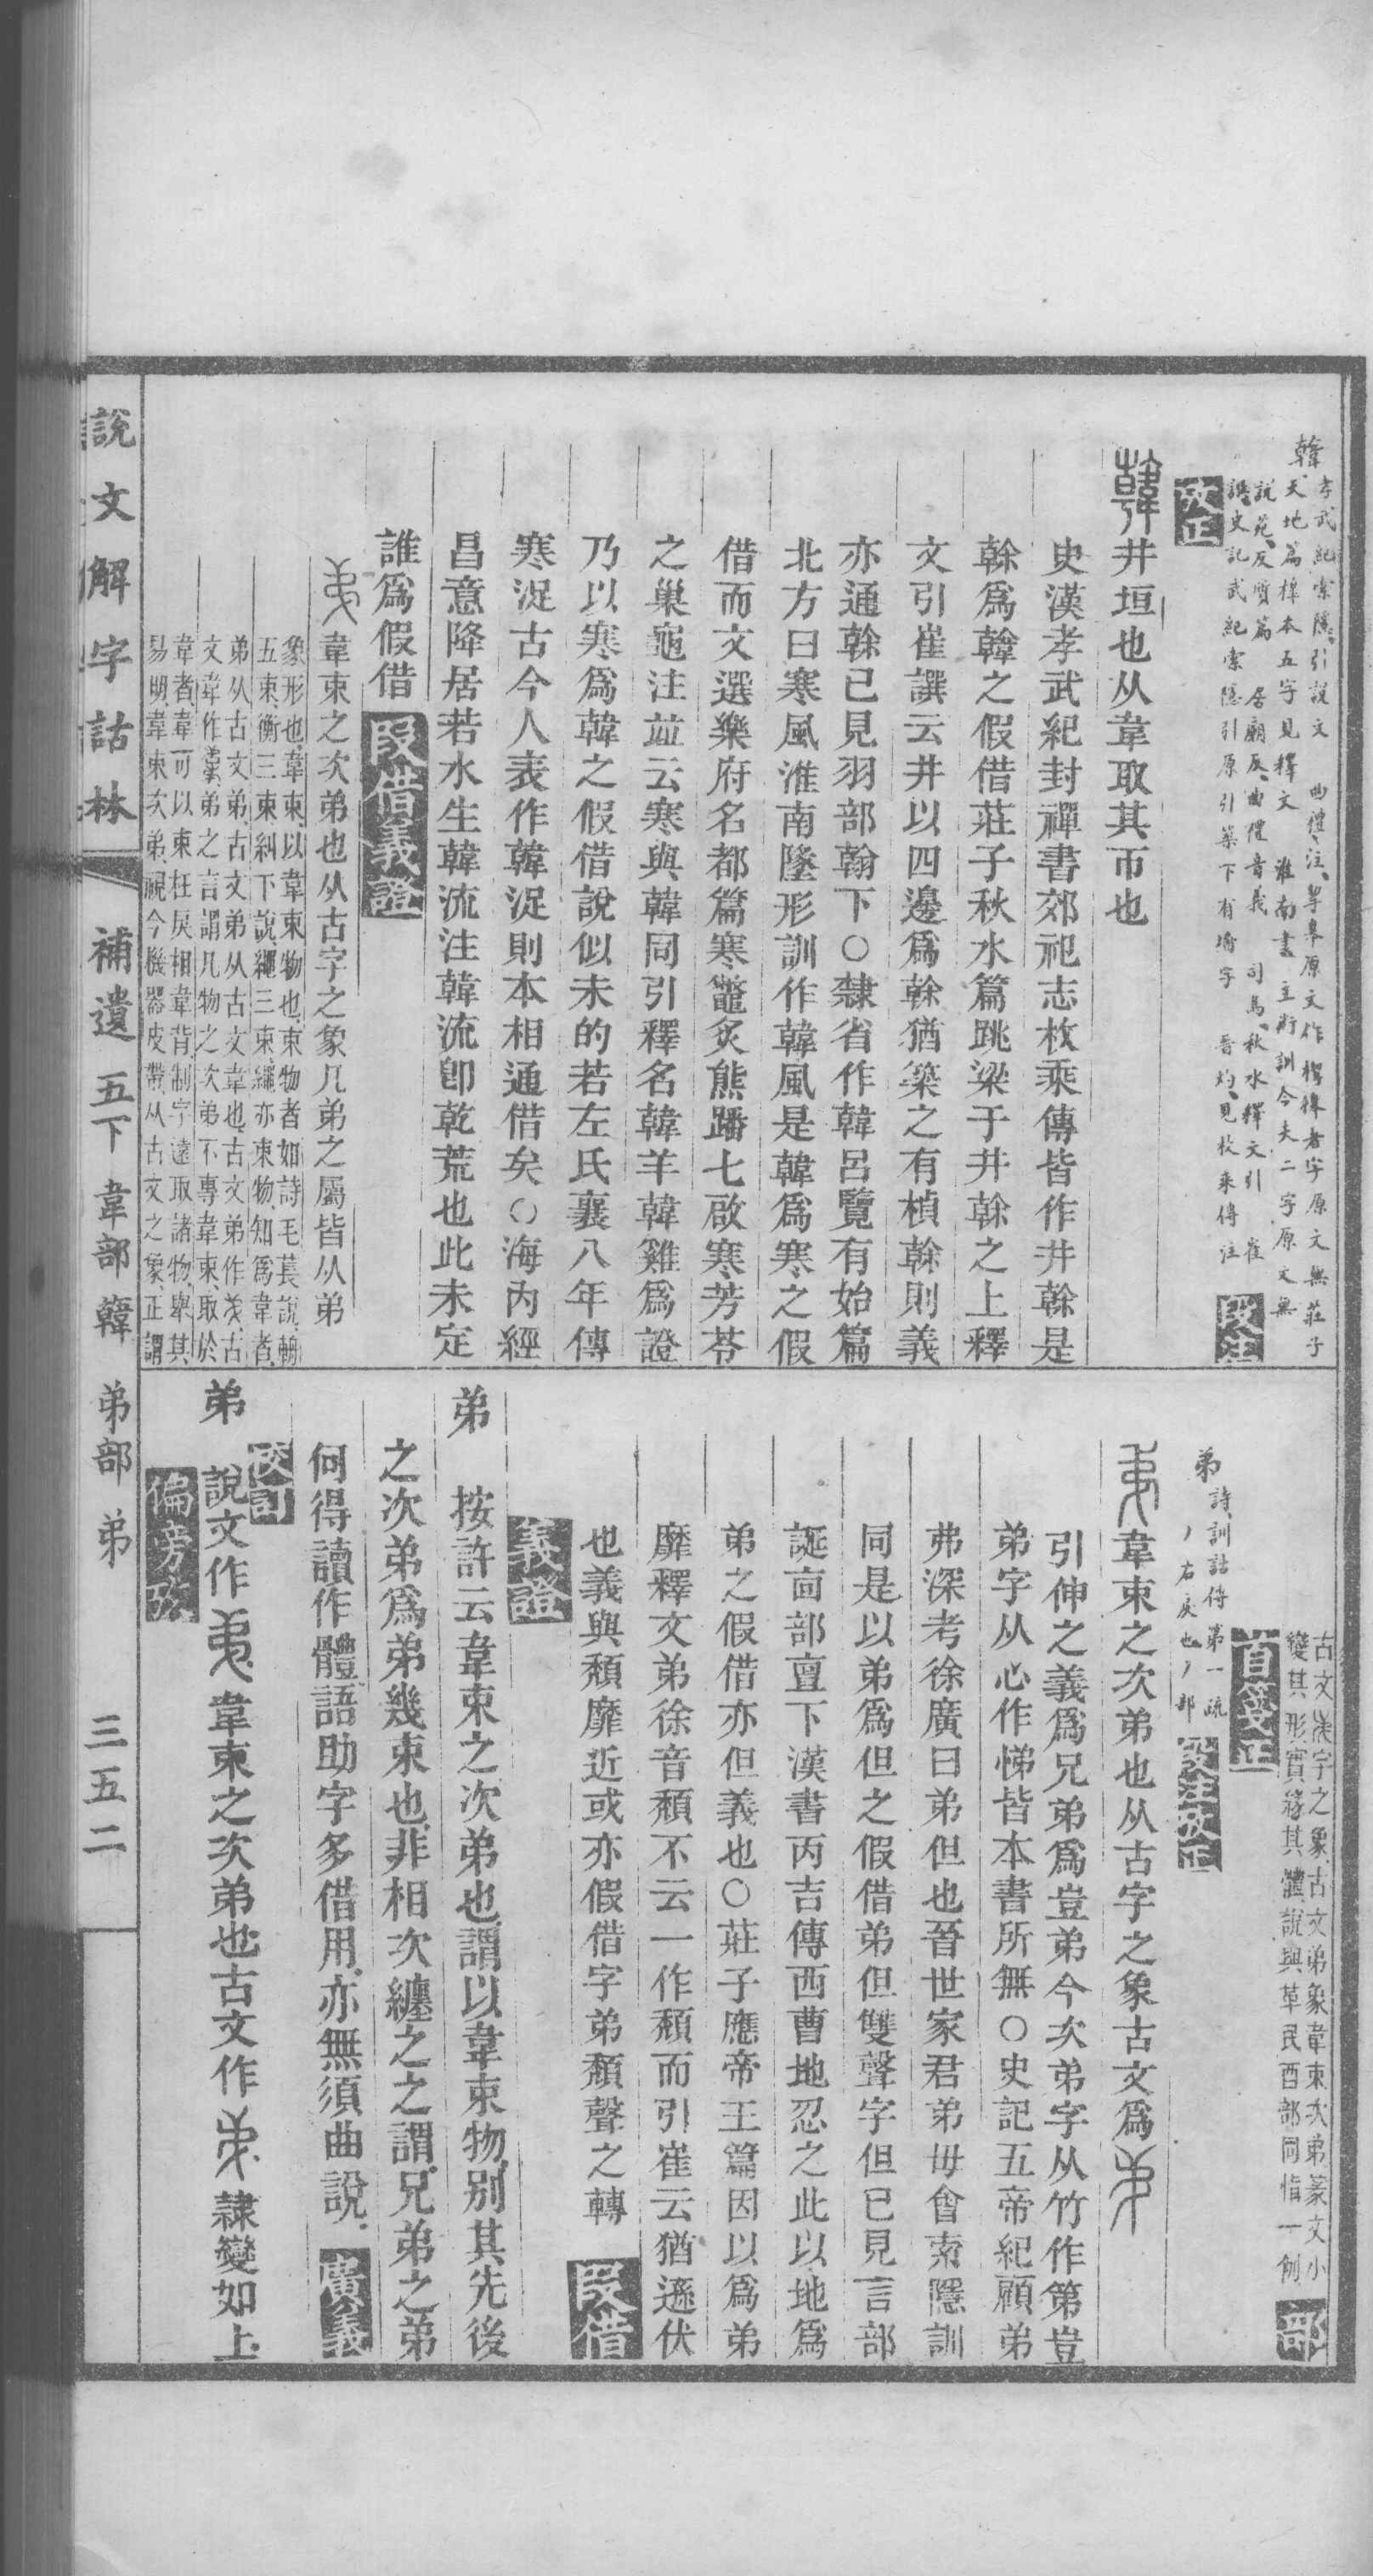 韓
孝武紀索隱引說文　曲禮注
天地篇　本五字見釋文　淮南書主術訓今夫二字原文無
說苑反質篇　居廟反曲禮音義　司馬秋水釋文引崔
譔史記武紀索隱引原引築下有墻字　晉灼見枚乘傳注　段注
攷正
韓井垣也从韋取其帀也
史漢孝武紀封禪書郊祀志枚乘傳皆作井榦是
榦爲韓之假借莊子秋水篇跳梁于井榦之上釋
文引崔譔云井以四邊爲榦猶築之有楨榦則義
亦通榦已見羽部翰下○隸省作韓呂覽有始篇
北方曰寒風淮南墬形訓作韓風是韓爲寒之假
借而文選樂府名都篇寒鼈炙熊蹯七啟寒芳苓
之巢龜注竝云寒與韓同引釋名韓羊韓雞爲證
乃以寒爲韓之假借說似未的若左氏襄八年傳
寒浞古今人表作韓浞則本相通借矣○海內經
昌意降居若水生韓流注韓流卽乾荒也此未定
誰爲假借　段借義證
弟韋束之次弟也从古字之象凡弟之屬皆从弟
象形也韋束以韋束物也束物者如詩毛萇說輈
五束衡三束糾下說繩三束繩亦束物知爲韋者
弟从古文弟古文弟从古文韋也古文弟作古
文韋作弟之言謂凡物之次弟不專韋束取於
韋者韋可以束枉戾相韋背制字遠取諸物舉其
易明韋束次弟視今機器皮帶从古文之象正謂
古文字之象古文弟象韋束次弟篆文小
變其形實移其體說與革民酉部同恉一例　部
首箋正
弟　詩訓詁傳第一疏
丿右戾也丿部　段注攷正
弟韋束之次弟也从古字之象古文爲
引伸之義爲兄弟爲豈弟今次弟字从竹作第豈
弟字从心作悌皆本書所無○史記五帝紀顧弟
弗深考徐廣曰弟但也晉世家君弟毋會索隱訓
同是以弟爲但之假借弟但雙聲字但已見言部
誕㐭部亶下漢書丙吉傳西曹地忍之此以地爲
弟之假借亦但義也○莊子應帝王篇因以爲弟
靡釋文弟徐音頹不云一作頹而引崔云猶遜伏
也義與頹靡近或亦假借字弟頹聲之轉　段借
義證
弟　按許云韋束之次弟也謂以韋束物別其先後
之次弟爲弟幾束也非相次纏之之謂兄弟之弟
何得讀作體語助字多借用亦無須曲說　廣義
校訂
弟　說文作韋束之次弟也古文作隸變如上
偏旁攷
說文解字詁林　補遺　五下　韋部　韓　弟部　弟　三五二